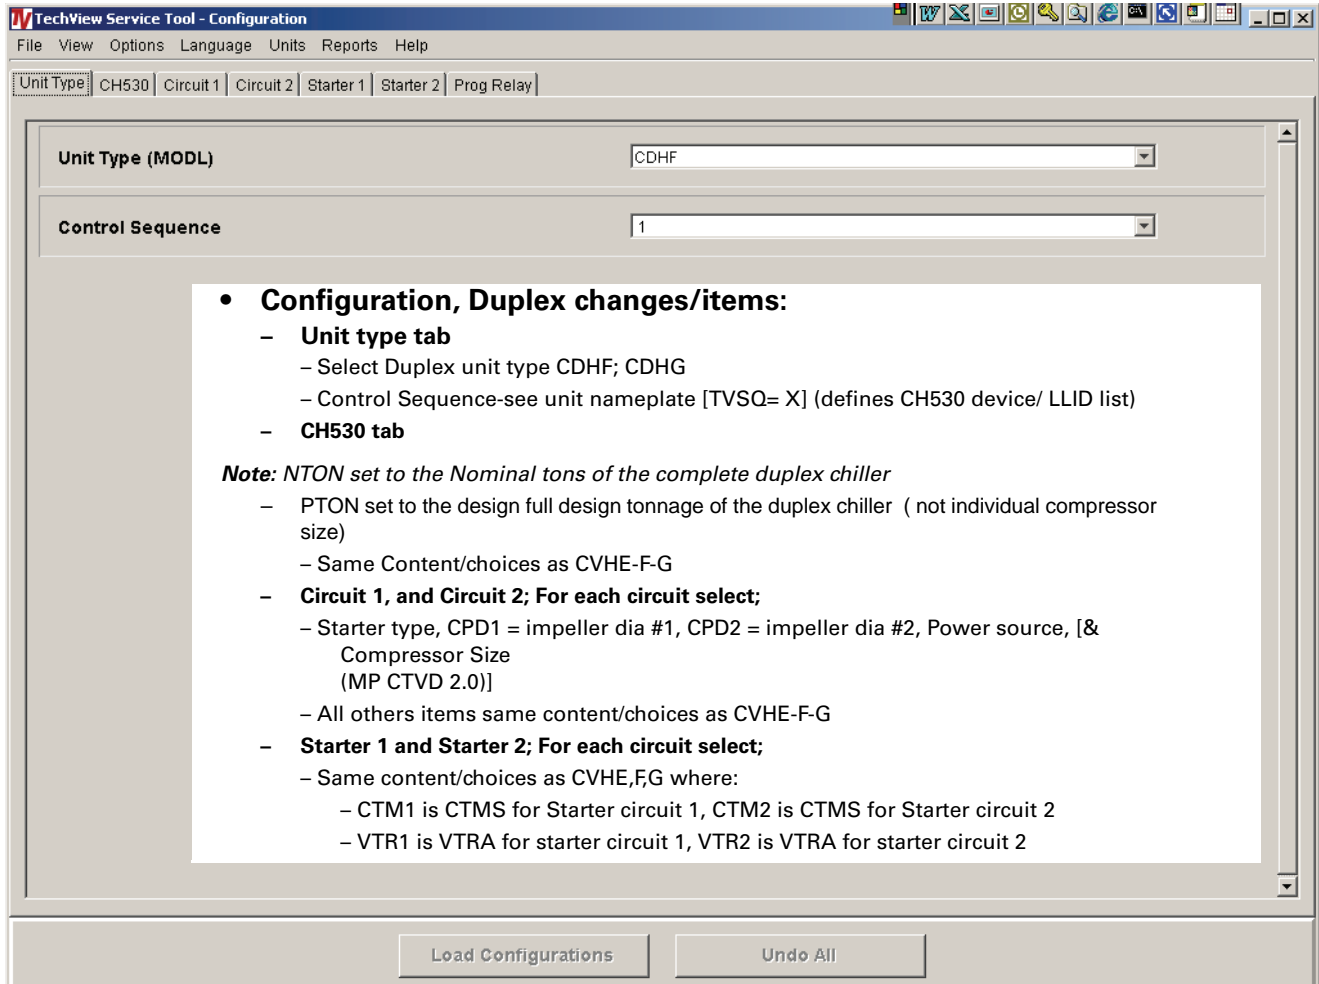 TechView Service Tool - Configuration
File View Options Language Units Reports Help
Unit Type CH530 Circuit 1 Circuit 2 Starter 1 Starter 2 Prog Relay
Unit Type (MODL) CDHF
Control Sequence 1
• Configuration, Duplex changes/items:
– Unit type tab
– Select Duplex unit type CDHF; CDHG
– Control Sequence-see unit nameplate [TVSQ= X] (defines CH530 device/ LLID list)
– CH530 tab
Note: NTON set to the Nominal tons of the complete duplex chiller
– PTON set to the design full design tonnage of the duplex chiller ( not individual compressor
size)
– Same Content/choices as CVHE-F-G
– Circuit 1, and Circuit 2; For each circuit select;
– Starter type, CPD1 = impeller dia #1, CPD2 = impeller dia #2, Power source, [&
Compressor Size
(MP CTVD 2.0)]
– All others items same content/choices as CVHE-F-G
– Starter 1 and Starter 2; For each circuit select;
– Same content/choices as CVHE,F,G where:
– CTM1 is CTMS for Starter circuit 1, CTM2 is CTMS for Starter circuit 2
– VTR1 is VTRA for starter circuit 1, VTR2 is VTRA for starter circuit 2
Load Configurations Undo All